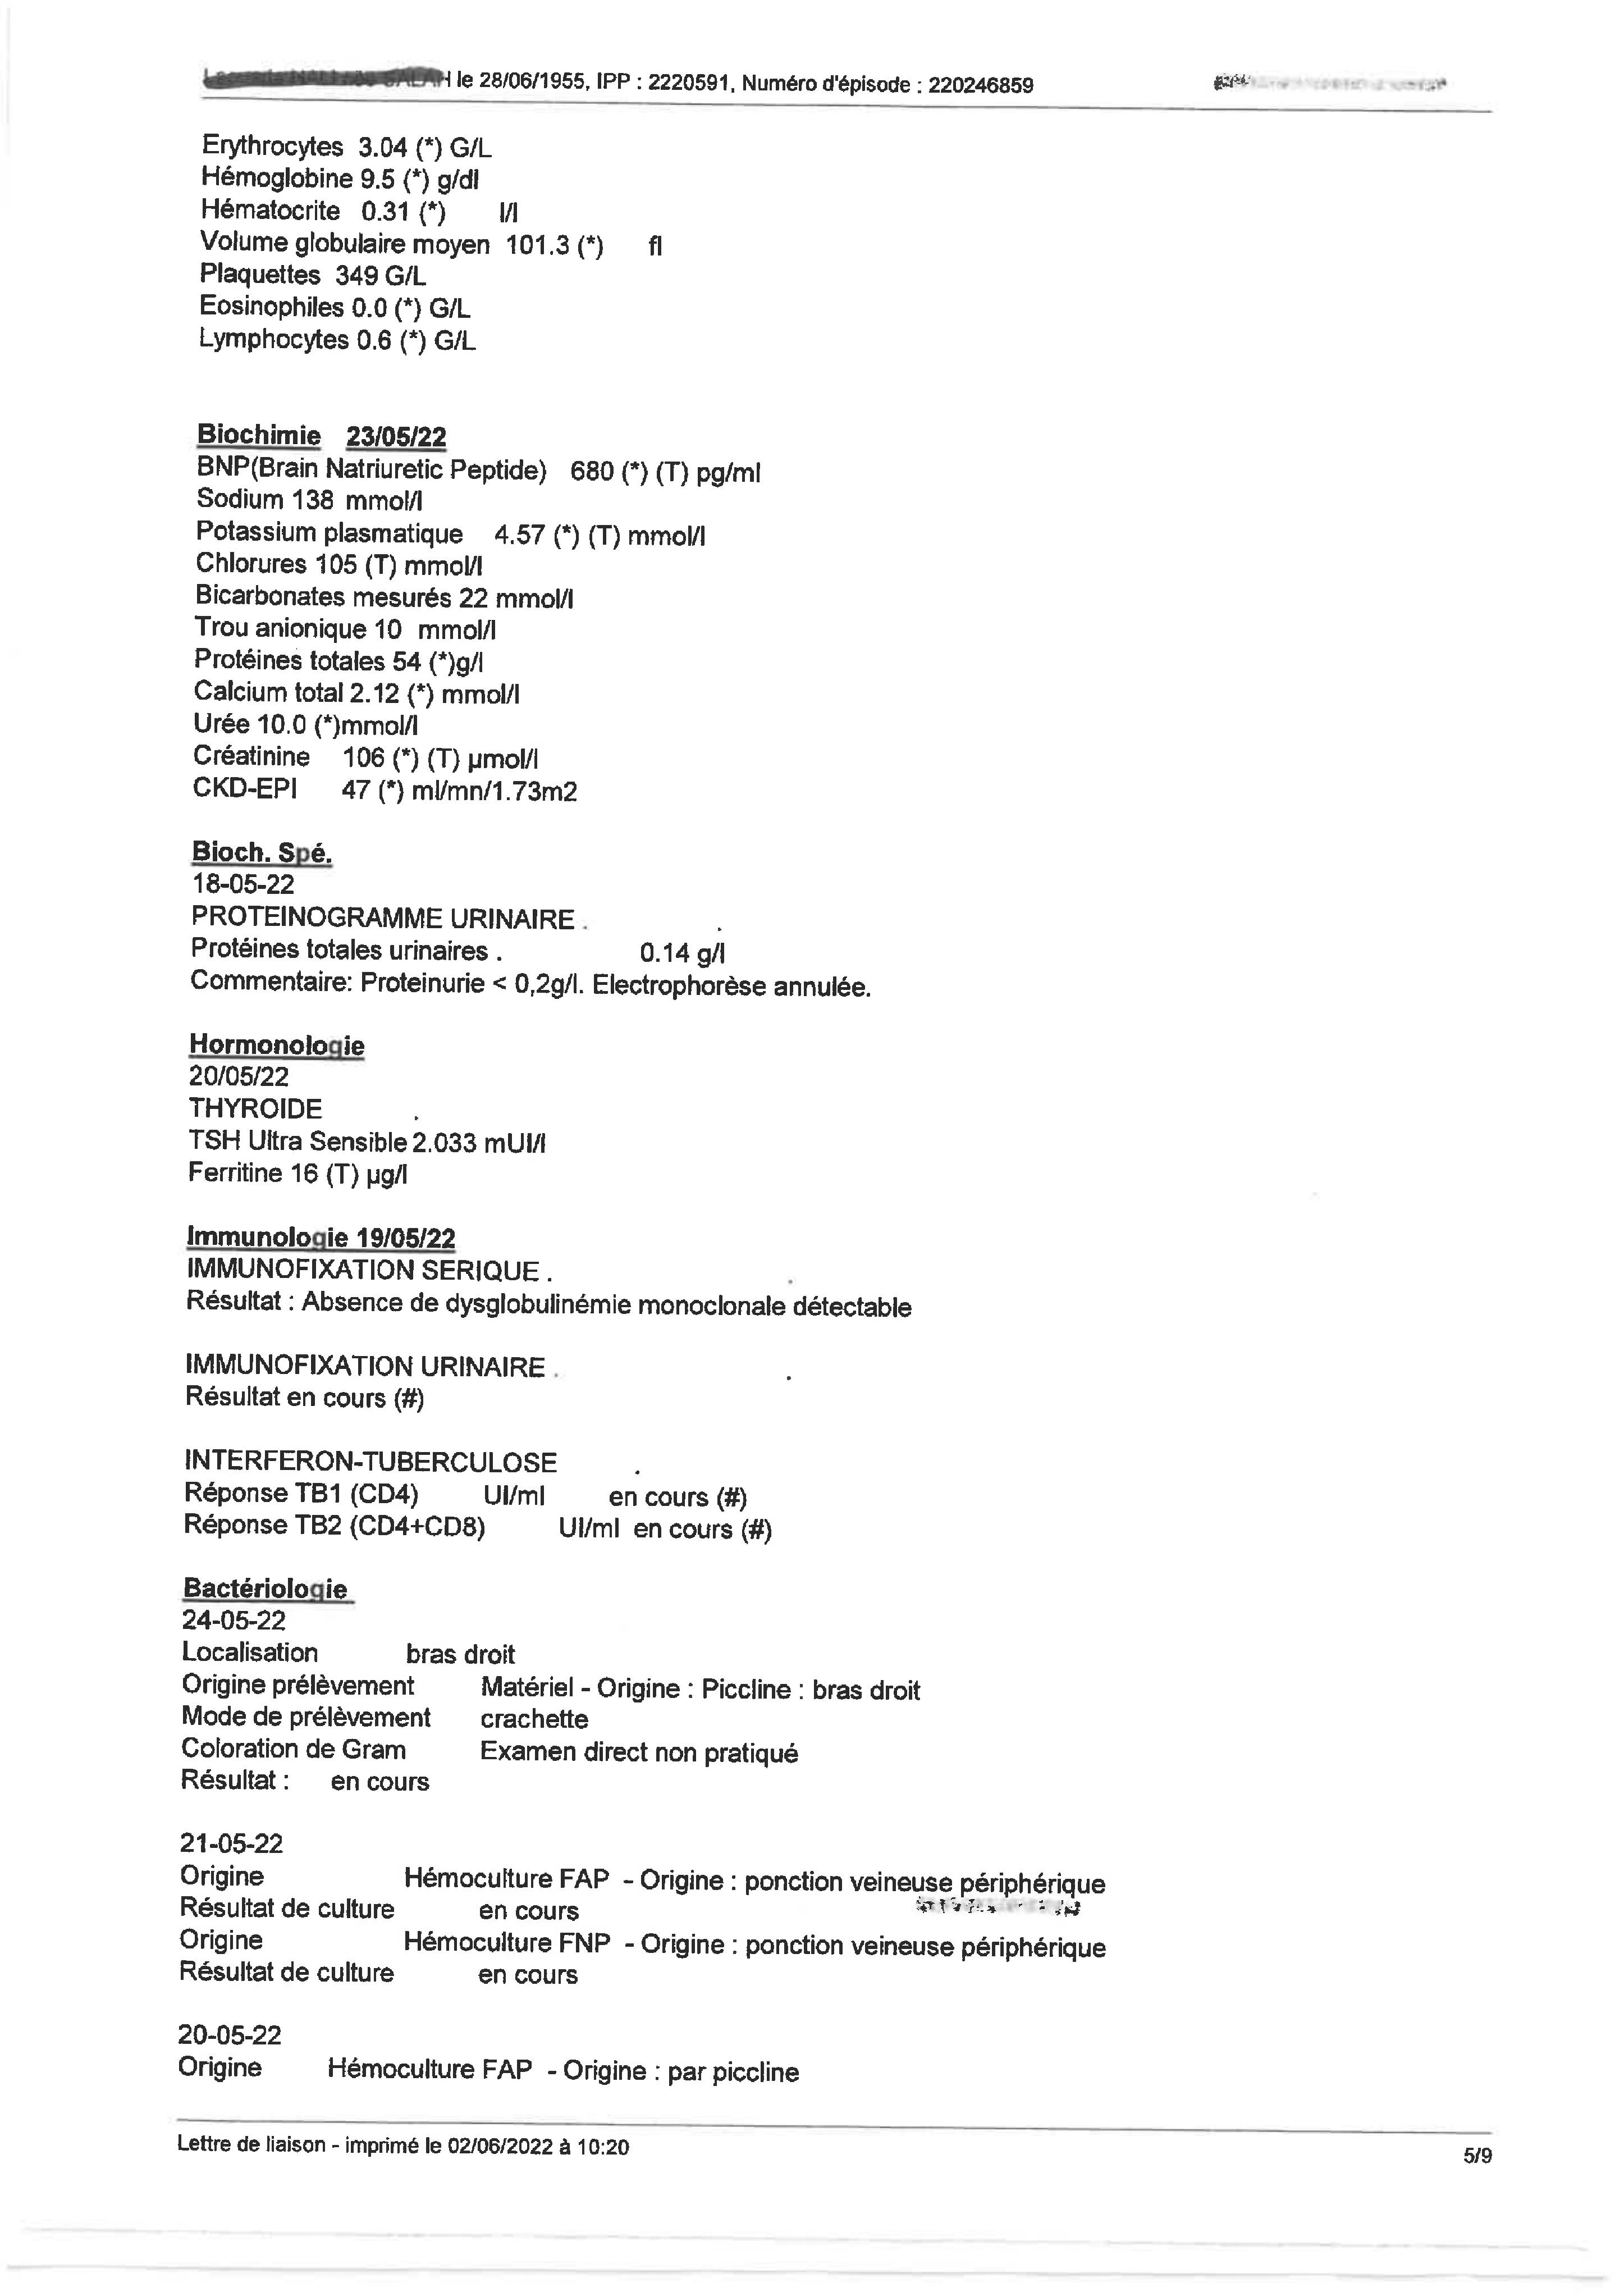 le 28/06/1955, IPP : 2220591, Numéro d'épisode : 220246859
Erythrocytes 3.04 (*) G/L
Hémoglobine 9.5 (*) g/dl
Hématocrite 0.31 (*) l/l
Volume globulaire moyen 101.3 (*) fl
Plaquettes 349 G/L
Eosinophiles 0.0 (*) G/L
Lymphocytes 0.6 (*) G/L
Biochimie 23/05/22
BNP(Brain Natriuretic Peptide) 680 (*) (T) pg/ml
Sodium 138 mmol/l
Potassium plasmatique 4.57 (*) (T) mmol/l
Chlorures 105 (T) mmol/l
Bicarbonates mesurés 22 mmol/l
Trou anionique 10 mmol/l
Protéines totales 54 (*)g/l
Calcium total 2.12 (*) mmol/l
Urée 10.0 (*)mmol/l
Créatinine 106 (*) (T) µmol/l
CKD-EPI 47 (*) ml/mn/1.73m2
Bioch. Spé.
18-05-22
PROTEINOGRAMME URINAIRE .
Protéines totales urinaires . 0.14 g/l
Commentaire: Proteinurie < 0,2g/l. Electrophorèse annulée.
Hormonologie
20/05/22
THYROIDE .
TSH Ultra Sensible 2.033 mUI/l
Ferritine 16 (T) µg/l
Immunologie 19/05/22
IMMUNOFIXATION SERIQUE .
Résultat : Absence de dysglobulinémie monoclonale détectable
IMMUNOFIXATION URINAIRE .
Résultat en cours (#)
INTERFERON-TUBERCULOSE .
Réponse TB1 (CD4) UI/ml en cours (#)
Réponse TB2 (CD4+CD8) UI/ml en cours (#)
Bactériologie
24-05-22
Localisation bras droit
Origine prélèvement Matériel - Origine : Piccline : bras droit
Mode de prélèvement crachette
Coloration de Gram Examen direct non pratiqué
Résultat : en cours
21-05-22
Origine Hémoculture FAP - Origine : ponction veineuse périphérique
Résultat de culture en cours
Origine Hémoculture FNP - Origine : ponction veineuse périphérique
Résultat de culture en cours
20-05-22
Origine Hémoculture FAP - Origine : par piccline
Lettre de liaison - imprimé le 02/06/2022 à 10:20
5/9